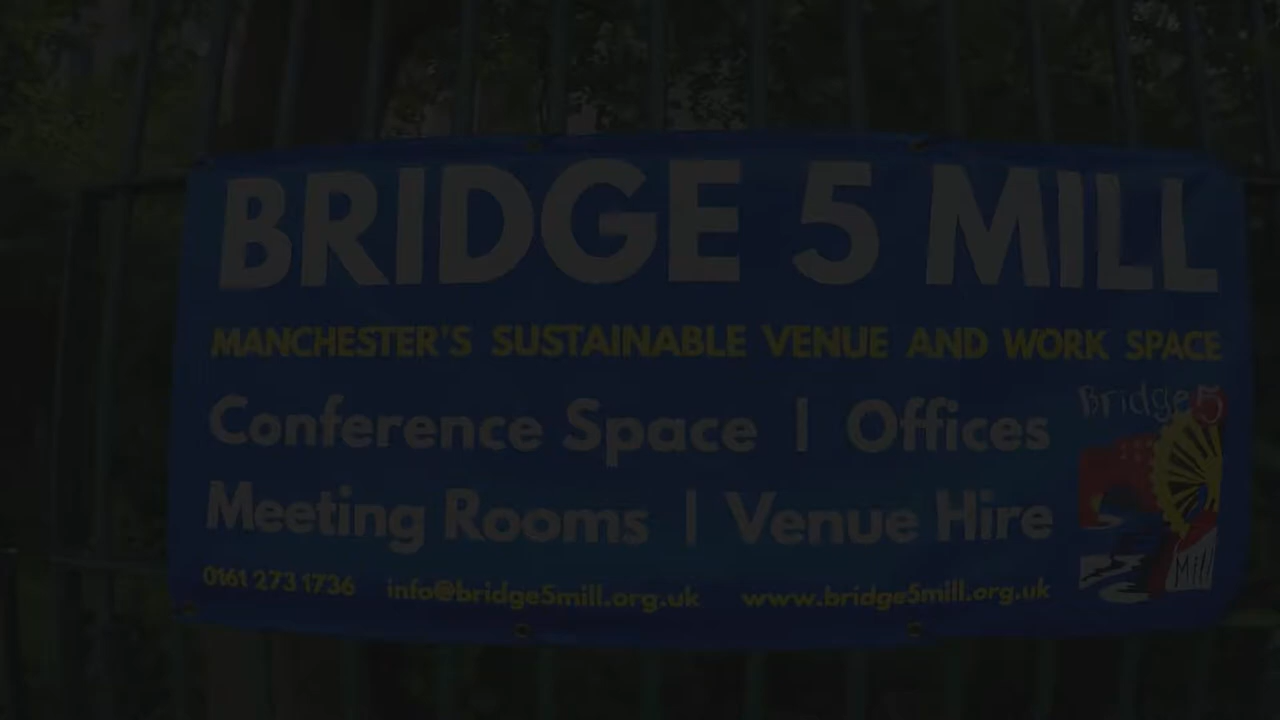 BRIDGE 5 MILL
MANCHESTER'S SUSTAINABLE VENUE AND WORK SPACE
Conference Space | Offices
Meeting Rooms | Venue Hire
0161 273 1736 info@bridge5mill.org.uk www.bridge5mill.org.uk
Bridge 5
Mill